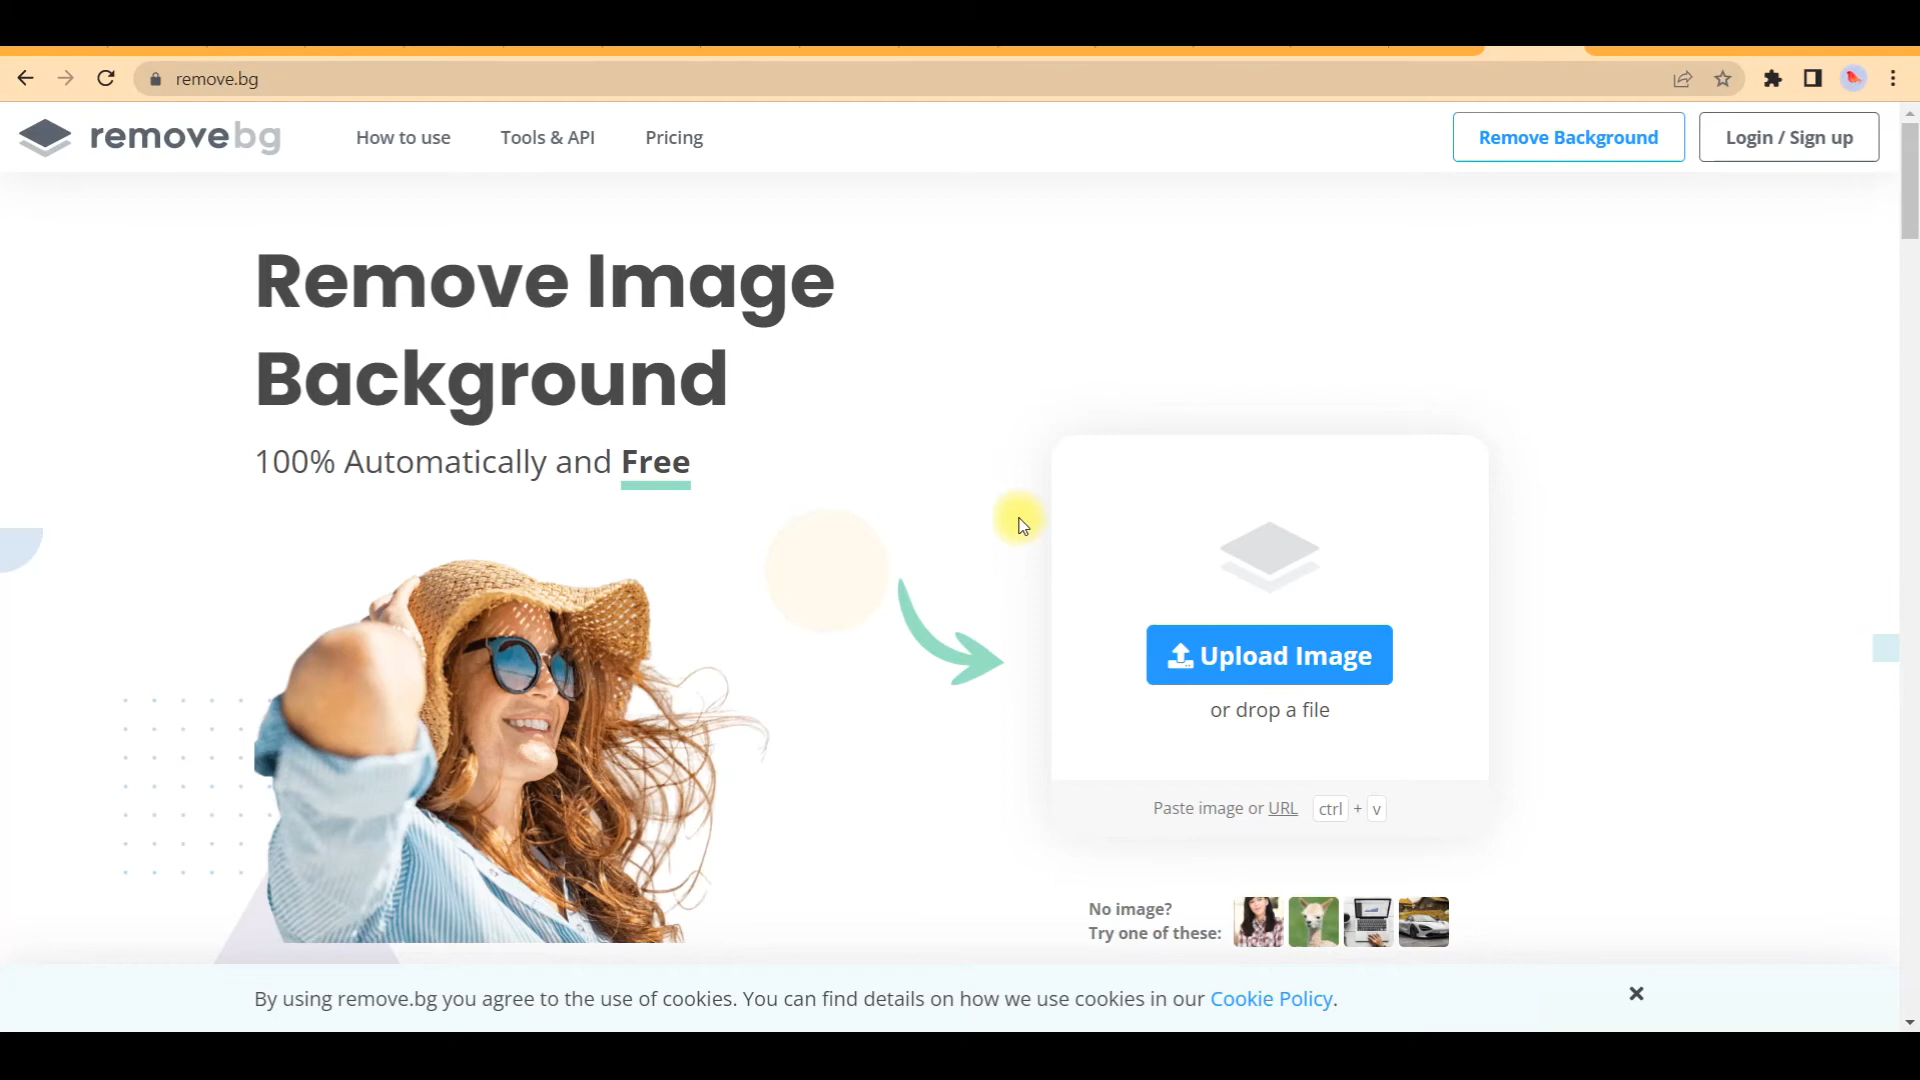 remove.bg
removebg
How to use
Tools & API
Pricing
Remove Background
Login / Sign up
Remove Image
Background
100% Automatically and Free
Upload Image
or drop a file
Paste image or URL ctrl + v
No image?
Try one of these:
By using remove.bg you agree to the use of cookies. You can find details on how we use cookies in our Cookie Policy.